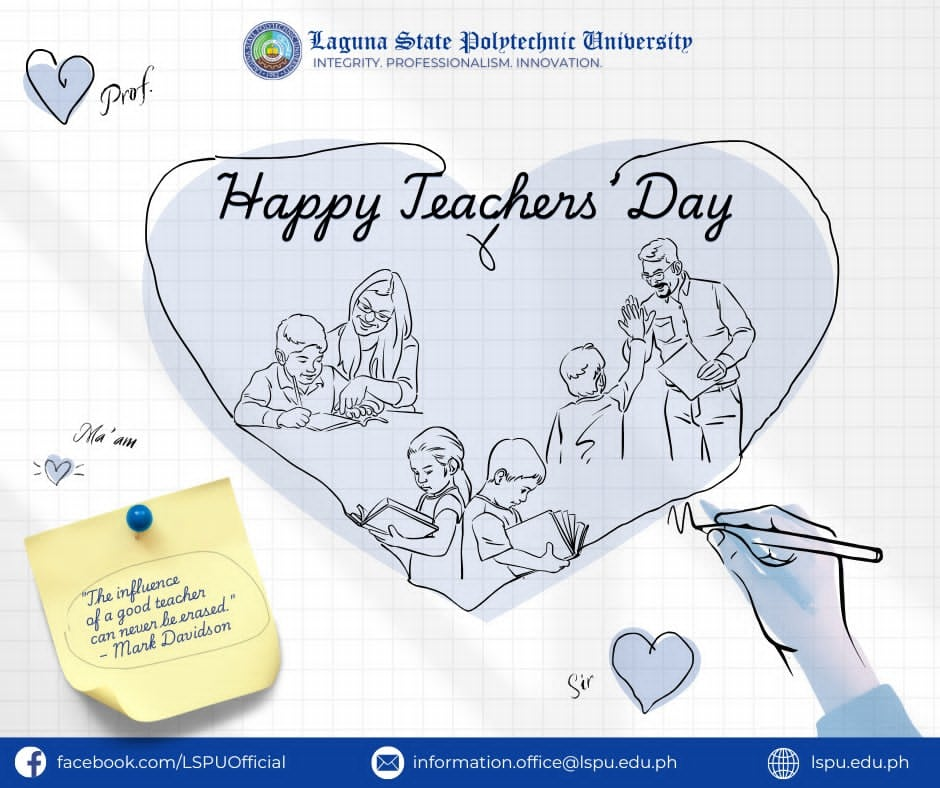 Laguna State Polytechnic University
INTEGRITY. PROFESSIONALISM. INNOVATION.
Prof.
Happy Teachers' Day
Ma'am
"The influence
of a good teacher
can never be erased."
– Mark Davidson
Sir
facebook.com/LSPUOfficial
information.office@lspu.edu.ph
lspu.edu.ph